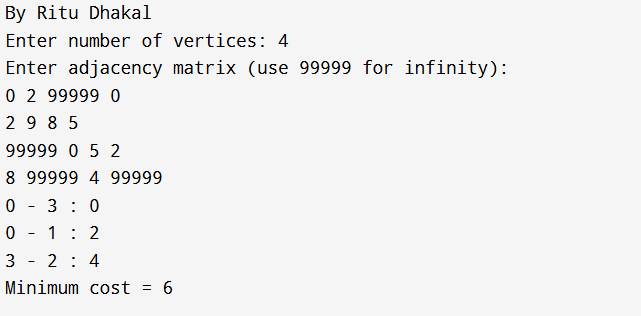 By Ritu Dhakal
Enter number of vertices: 4
Enter adjacency matrix (use 99999 for infinity):
0 2 99999 0
2 9 8 5
99999 0 5 2
8 99999 4 99999
0 - 3 : 0
0 - 1 : 2
3 - 2 : 4
Minimum cost = 6